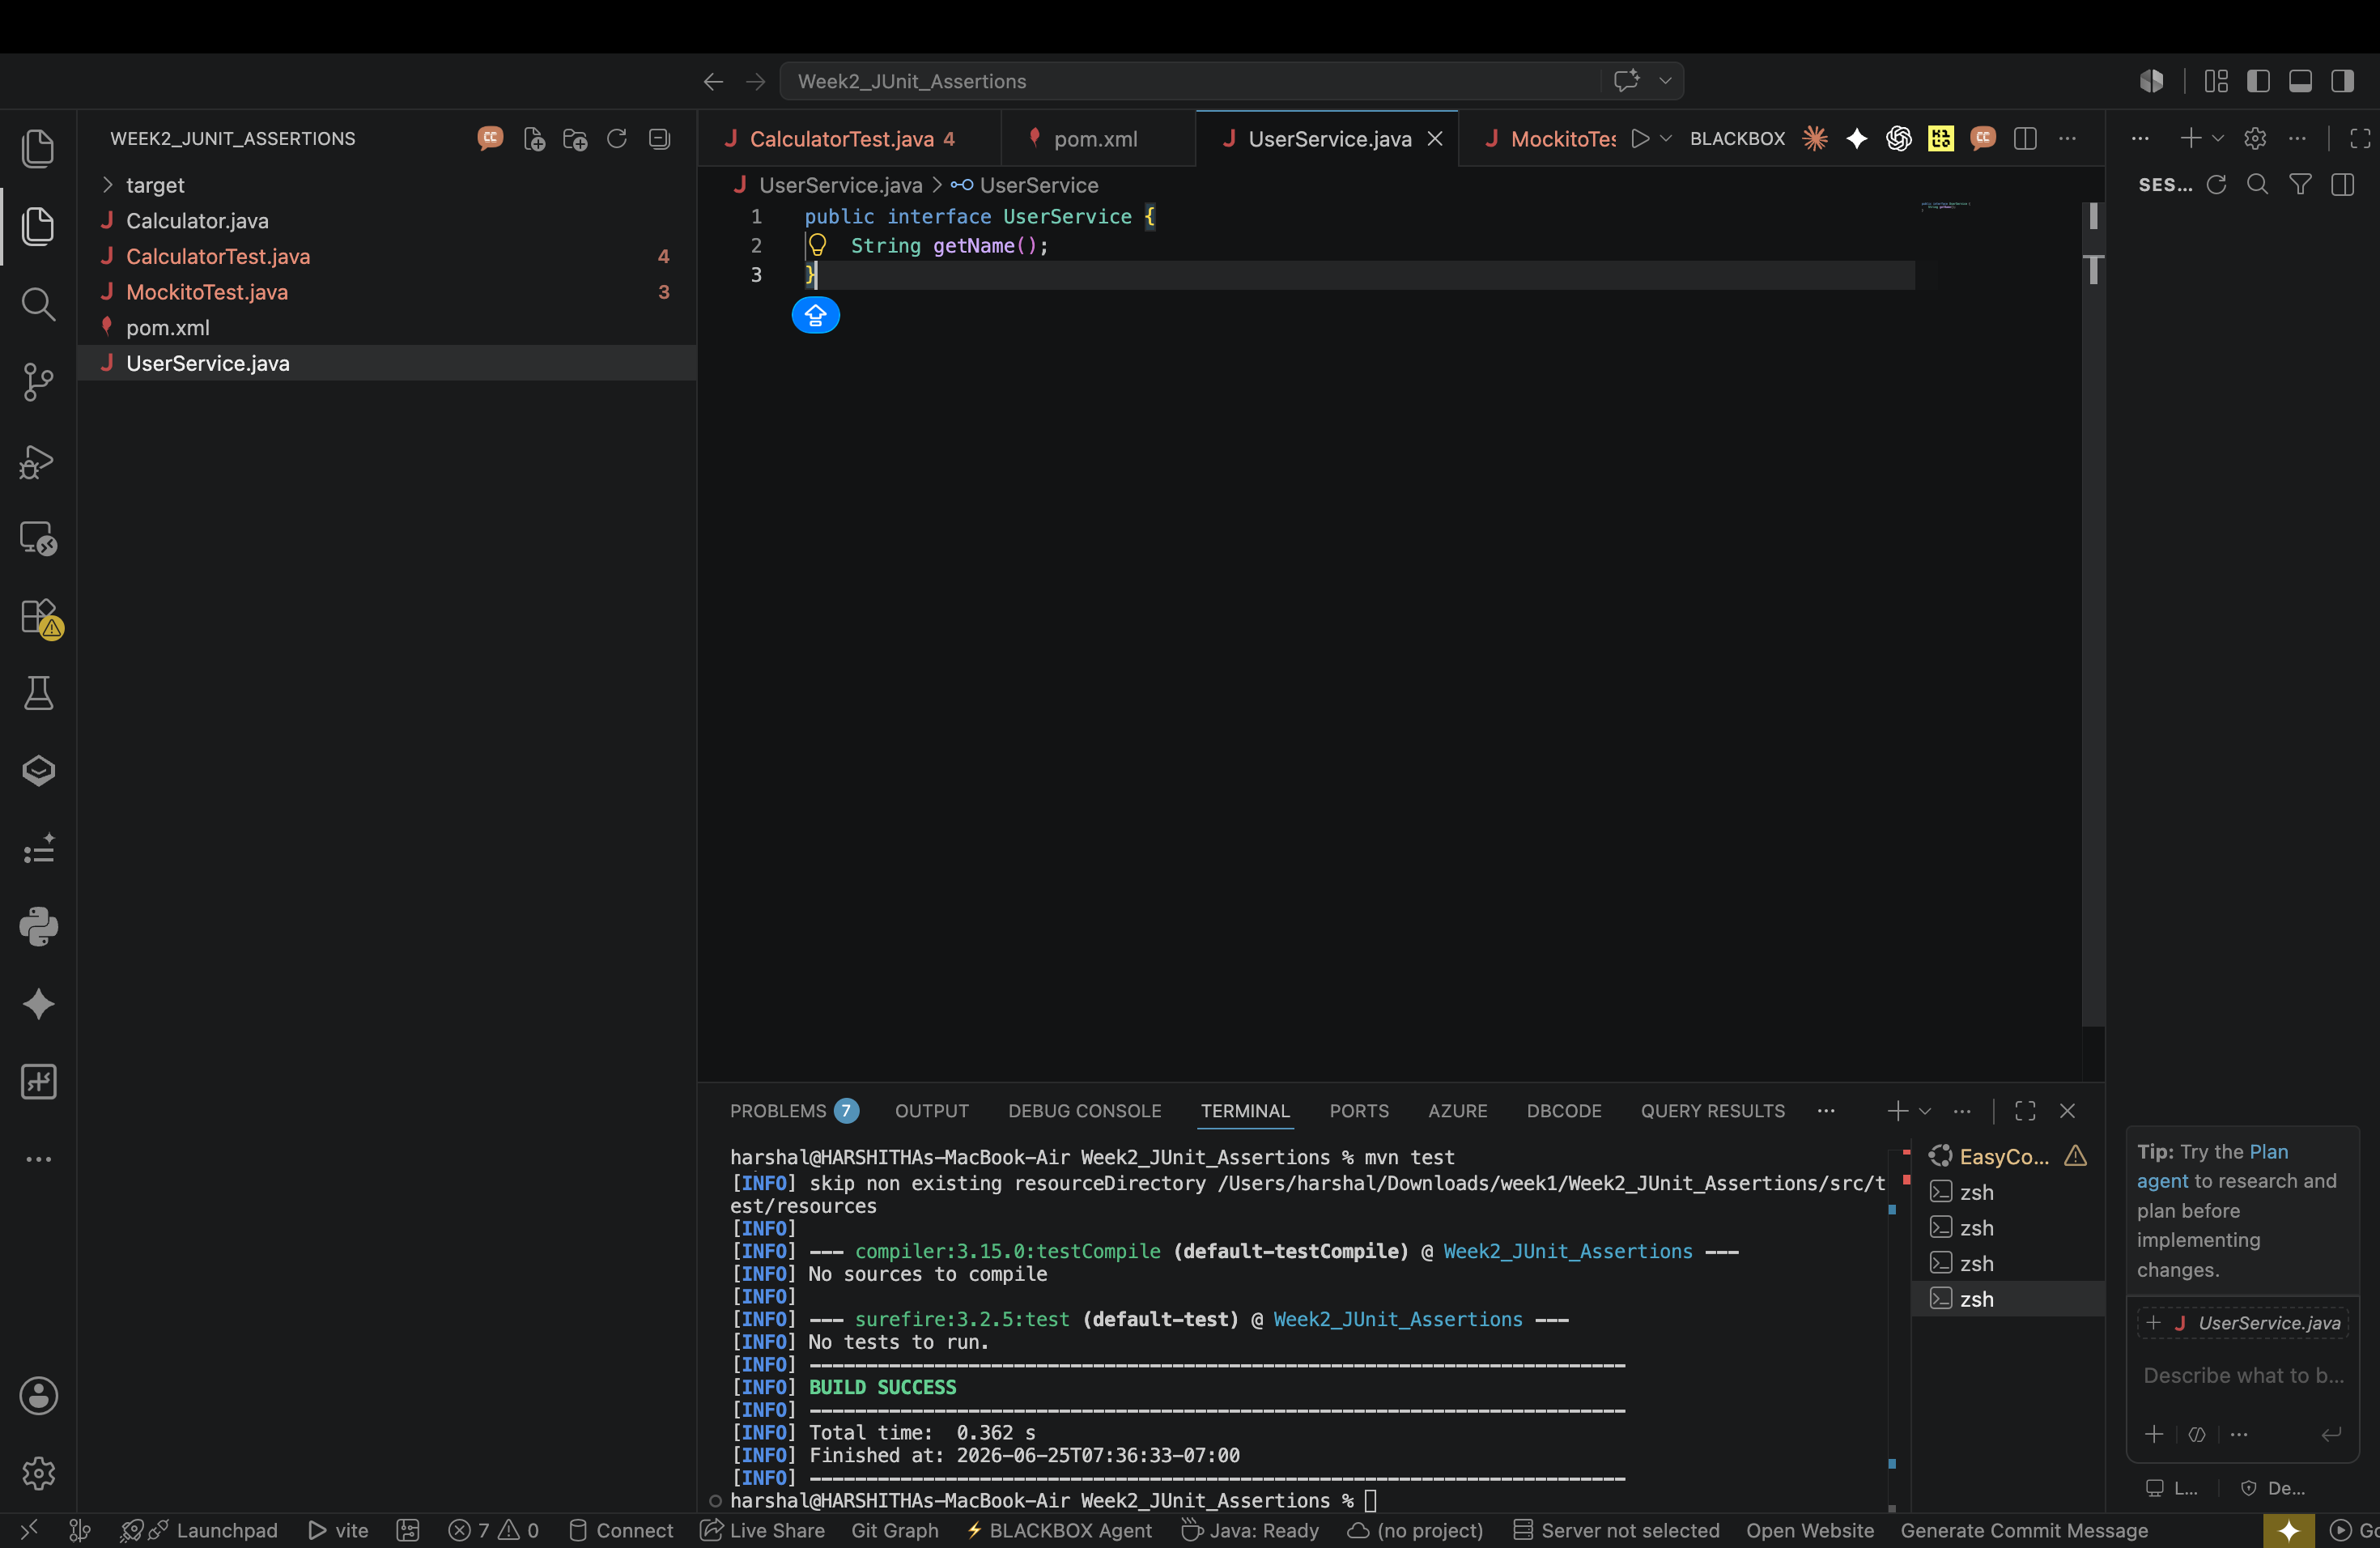 Week2_JUnit_Assertions
WEEK2_JUNIT_ASSERTIONS
target
Calculator.java
CalculatorTest.java 4
MockitoTest.java 3
pom.xml
UserService.java
CalculatorTest.java 4
pom.xml
UserService.java
MockitoTes
BLACKBOX
UserService.java > UserService
1 public interface UserService {
2 String getName();
3 }
SES...
PROBLEMS 7 OUTPUT DEBUG CONSOLE TERMINAL PORTS AZURE DBCODE QUERY RESULTS
harshal@HARSHITHAs-MacBook-Air Week2_JUnit_Assertions % mvn test
[INFO] skip non existing resourceDirectory /Users/harshal/Downloads/week1/Week2_JUnit_Assertions/src/t
est/resources
[INFO]
[INFO] --- compiler:3.15.0:testCompile (default-testCompile) @ Week2_JUnit_Assertions ---
[INFO] No sources to compile
[INFO]
[INFO] --- surefire:3.2.5:test (default-test) @ Week2_JUnit_Assertions ---
[INFO] No tests to run.
[INFO] ------------------------------------------------------------------------
[INFO] BUILD SUCCESS
[INFO] ------------------------------------------------------------------------
[INFO] Total time:  0.362 s
[INFO] Finished at: 2026-06-25T07:36:33-07:00
[INFO] ------------------------------------------------------------------------
harshal@HARSHITHAs-MacBook-Air Week2_JUnit_Assertions %
EasyCo...
zsh
zsh
zsh
zsh
Tip: Try the Plan
agent to research and
plan before
implementing
changes.
UserService.java
Describe what to b...
L...
De...
Launchpad vite 7 0 Connect Live Share Git Graph BLACKBOX Agent Java: Ready (no project) Server not selected Open Website Generate Commit Message Go